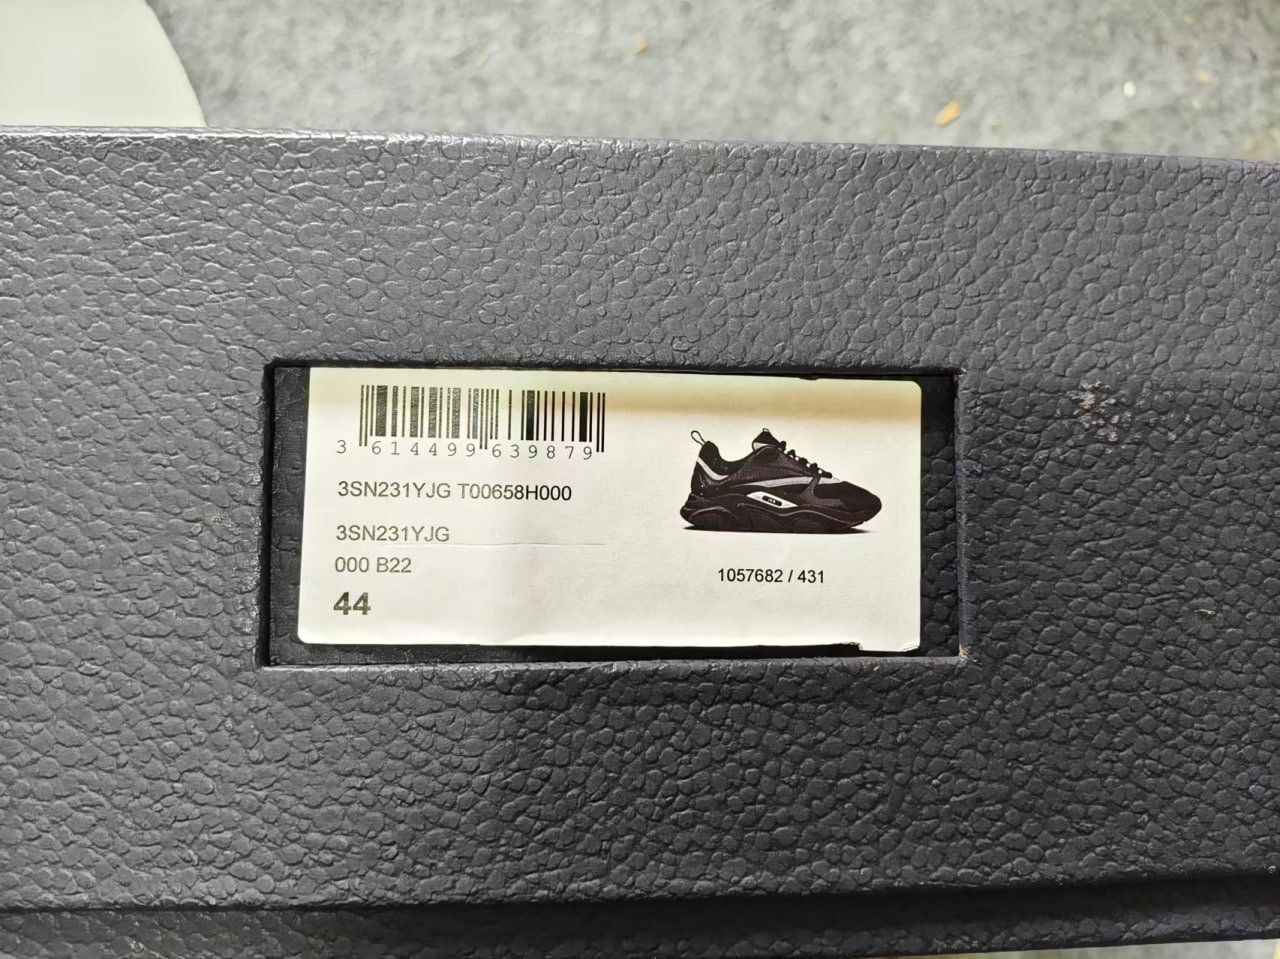 3 614499 639879
3SN231YJG T00658H000
3SN231YJG
000 B22
44
1057682 / 431